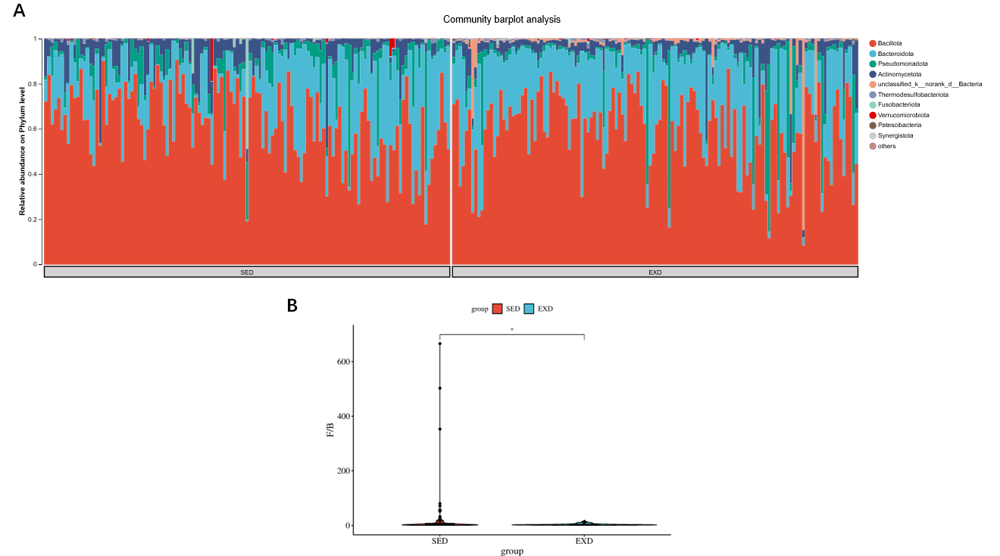 A
Community barplot analysis
Relative abundance on Phylum level
1
0.8
0.6
0.4
0.2
0
SED
EXD
Bacillota
Bacteroidota
Pseudomonadota
Actinomycetota
unclassified_k__norank_d__Bacteria
Thermodesulfobacteriota
Fusobacteriota
Verrucomicrobiota
Patescibacteria
Synergistota
others
B
group SED EXD
*
F/B
600
400
200
0
SED
EXD
group